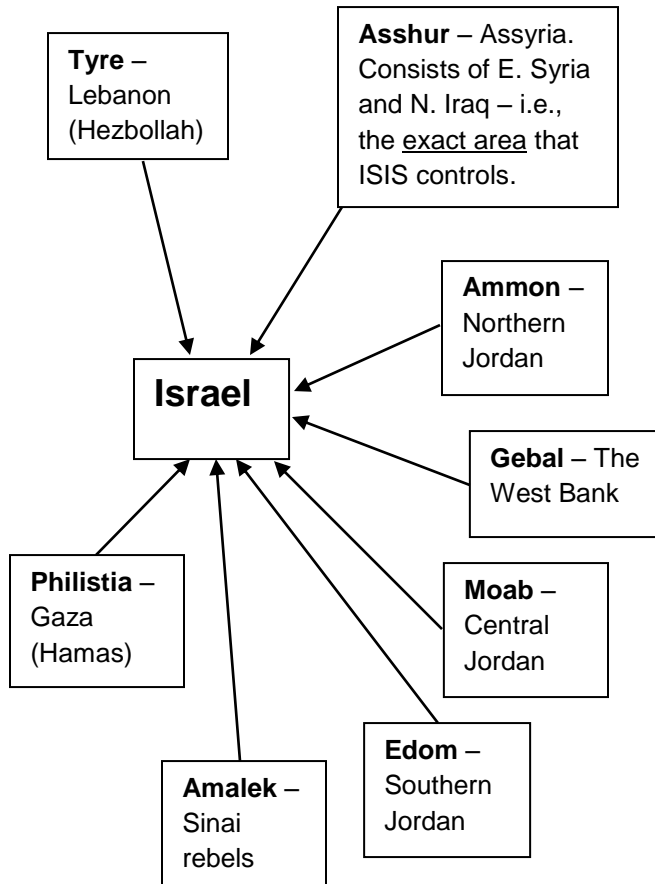 Tyre –
Lebanon
(Hezbollah)
Asshur – Assyria.
Consists of E. Syria
and N. Iraq – i.e.,
the exact area that
ISIS controls.
Ammon –
Northern
Jordan
Israel
Gebal – The
West Bank
Philistia –
Gaza
(Hamas)
Moab –
Central
Jordan
Edom –
Southern
Jordan
Amalek –
Sinai
rebels